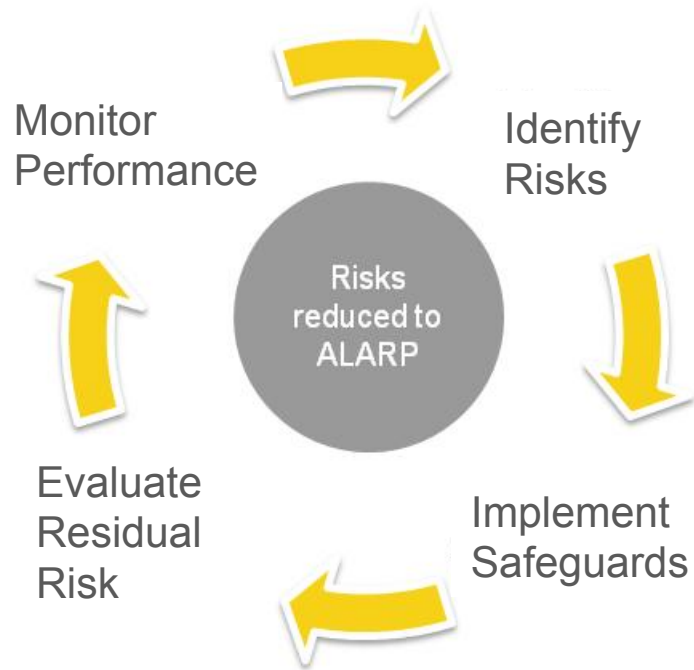 Monitor
Performance
Identify
Risks
Risks
reduced to
ALARP
Evaluate
Residual
Risk
Implement
Safeguards